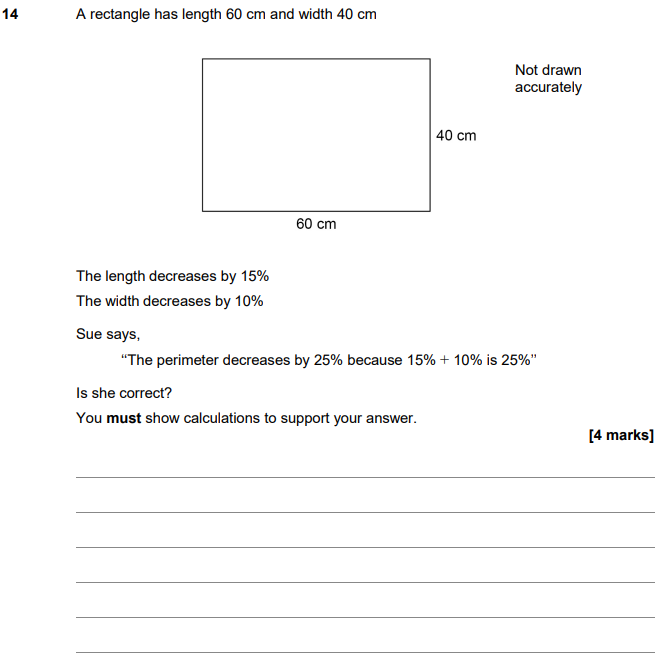 14 A rectangle has length 60 cm and width 40 cm
Not drawn
accurately
40 cm
60 cm
The length decreases by 15%
The width decreases by 10%
Sue says,
“The perimeter decreases by 25% because 15% + 10% is 25%”
Is she correct?
You must show calculations to support your answer.
[4 marks]